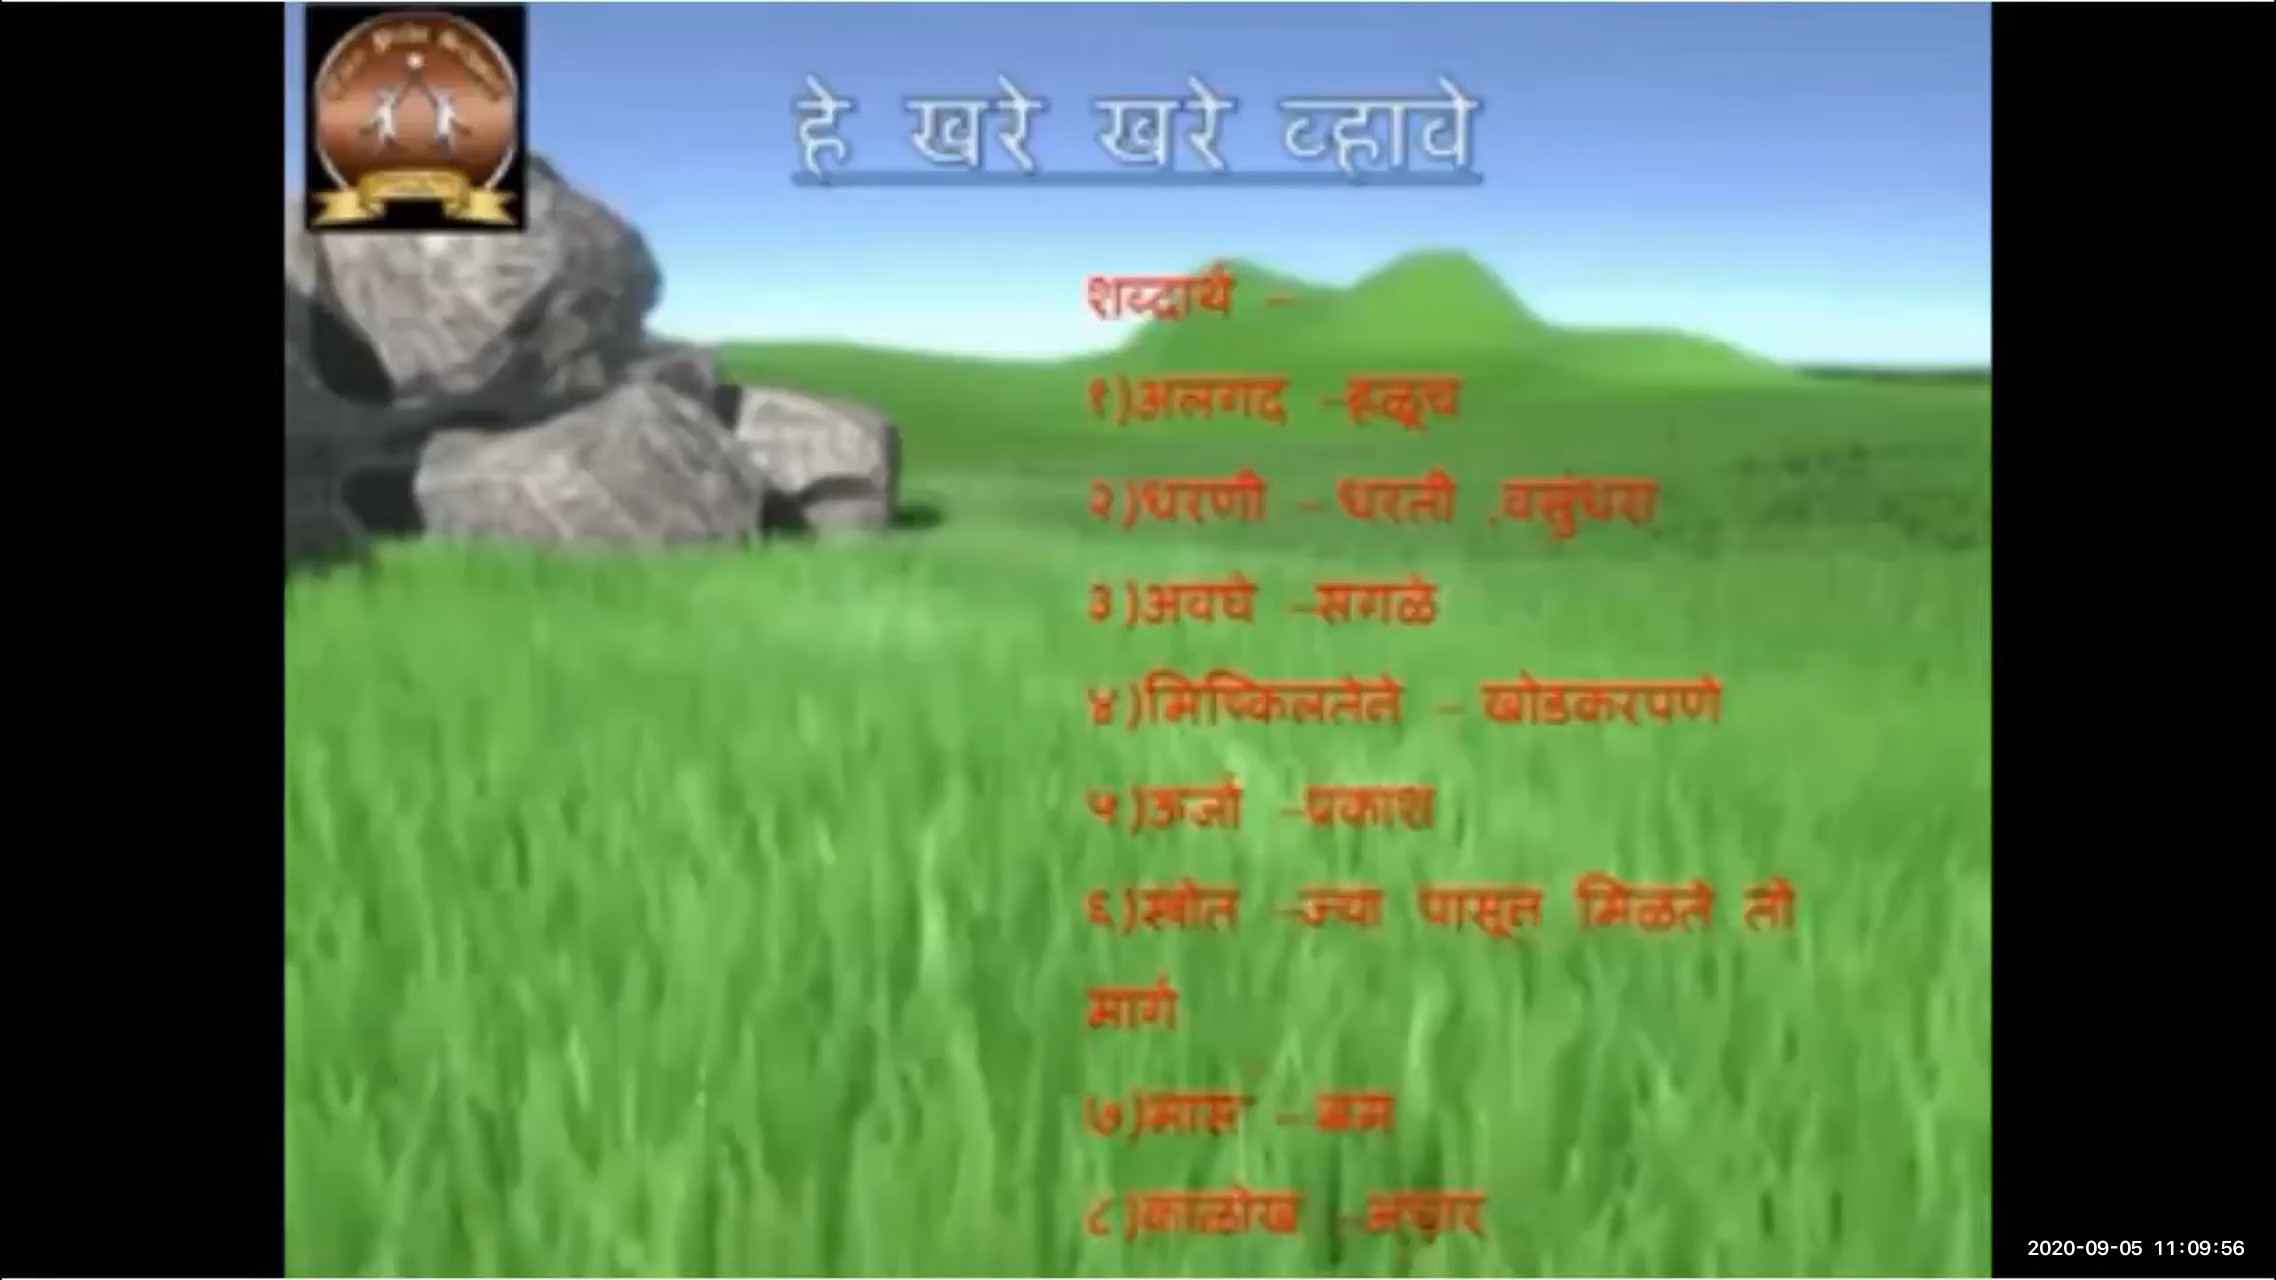 हे खरे खरे व्हावे
शब्दार्थ –
१)अलगद –हळूच
२)धरणी – धरती ,वसुंधरा
३)अवघे –सगळे
४)मिष्किलतेने – खोडकरपणे
५)ऊर्जा –प्रकाश
६)स्त्रोत –ज्या पासून मिळते तो
मार्ग
७)भास –भ्रम
८)काळोख –अंधार
2020-09-05 11:09:56